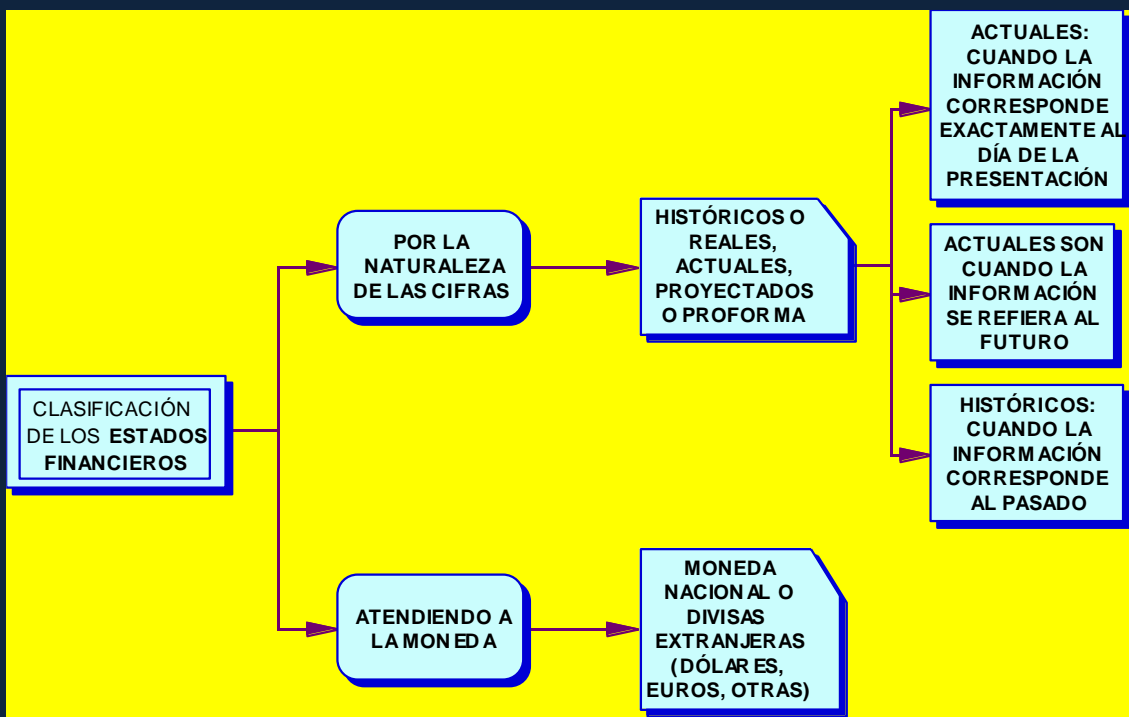 CLASIFICACIÓN
DE LOS ESTADOS
FINANCIEROS
POR LA
NATURALEZA
DE LAS CIFRAS
HISTÓRICOS O
REALES,
ACTUALES,
PROYECTADOS
O PROFORMA
ACTUALES:
CUANDO LA
INFORMACIÓN
CORRESPONDE
EXACTAMENTE AL
DÍA DE LA
PRESENTACIÓN
ACTUALES SON
CUANDO LA
INFORMACIÓN
SE REFIERA AL
FUTURO
HISTÓRICOS:
CUANDO LA
INFORMACIÓN
CORRESPONDE
AL PASADO
ATENDIENDO A
LA MONEDA
MONEDA
NACIONAL O
DIVISAS
EXTRANJERAS
(DÓLARES,
EUROS, OTRAS)